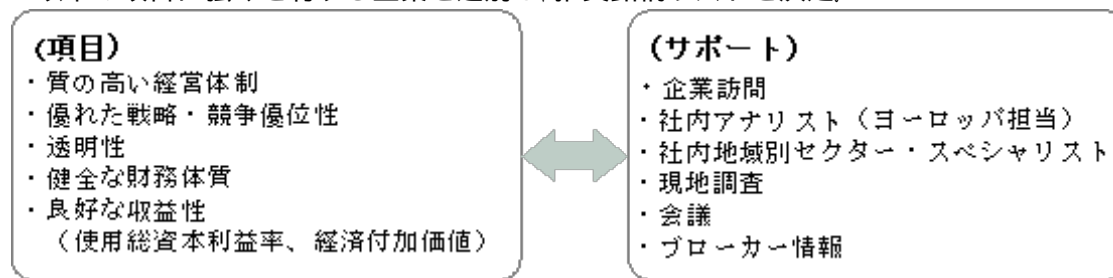 (項目)
・質の高い経営体制
・優れた戦略・競争優位性
・透明性
・健全な財務体質
・良好な収益性
（使用総資本利益率、経済付加価値）
（サポート）
・企業訪問
・社内アナリスト（ヨーロッパ担当）
・社内地域別セクター・スペシャリスト
・現地調査
・会議
・ブローカー情報